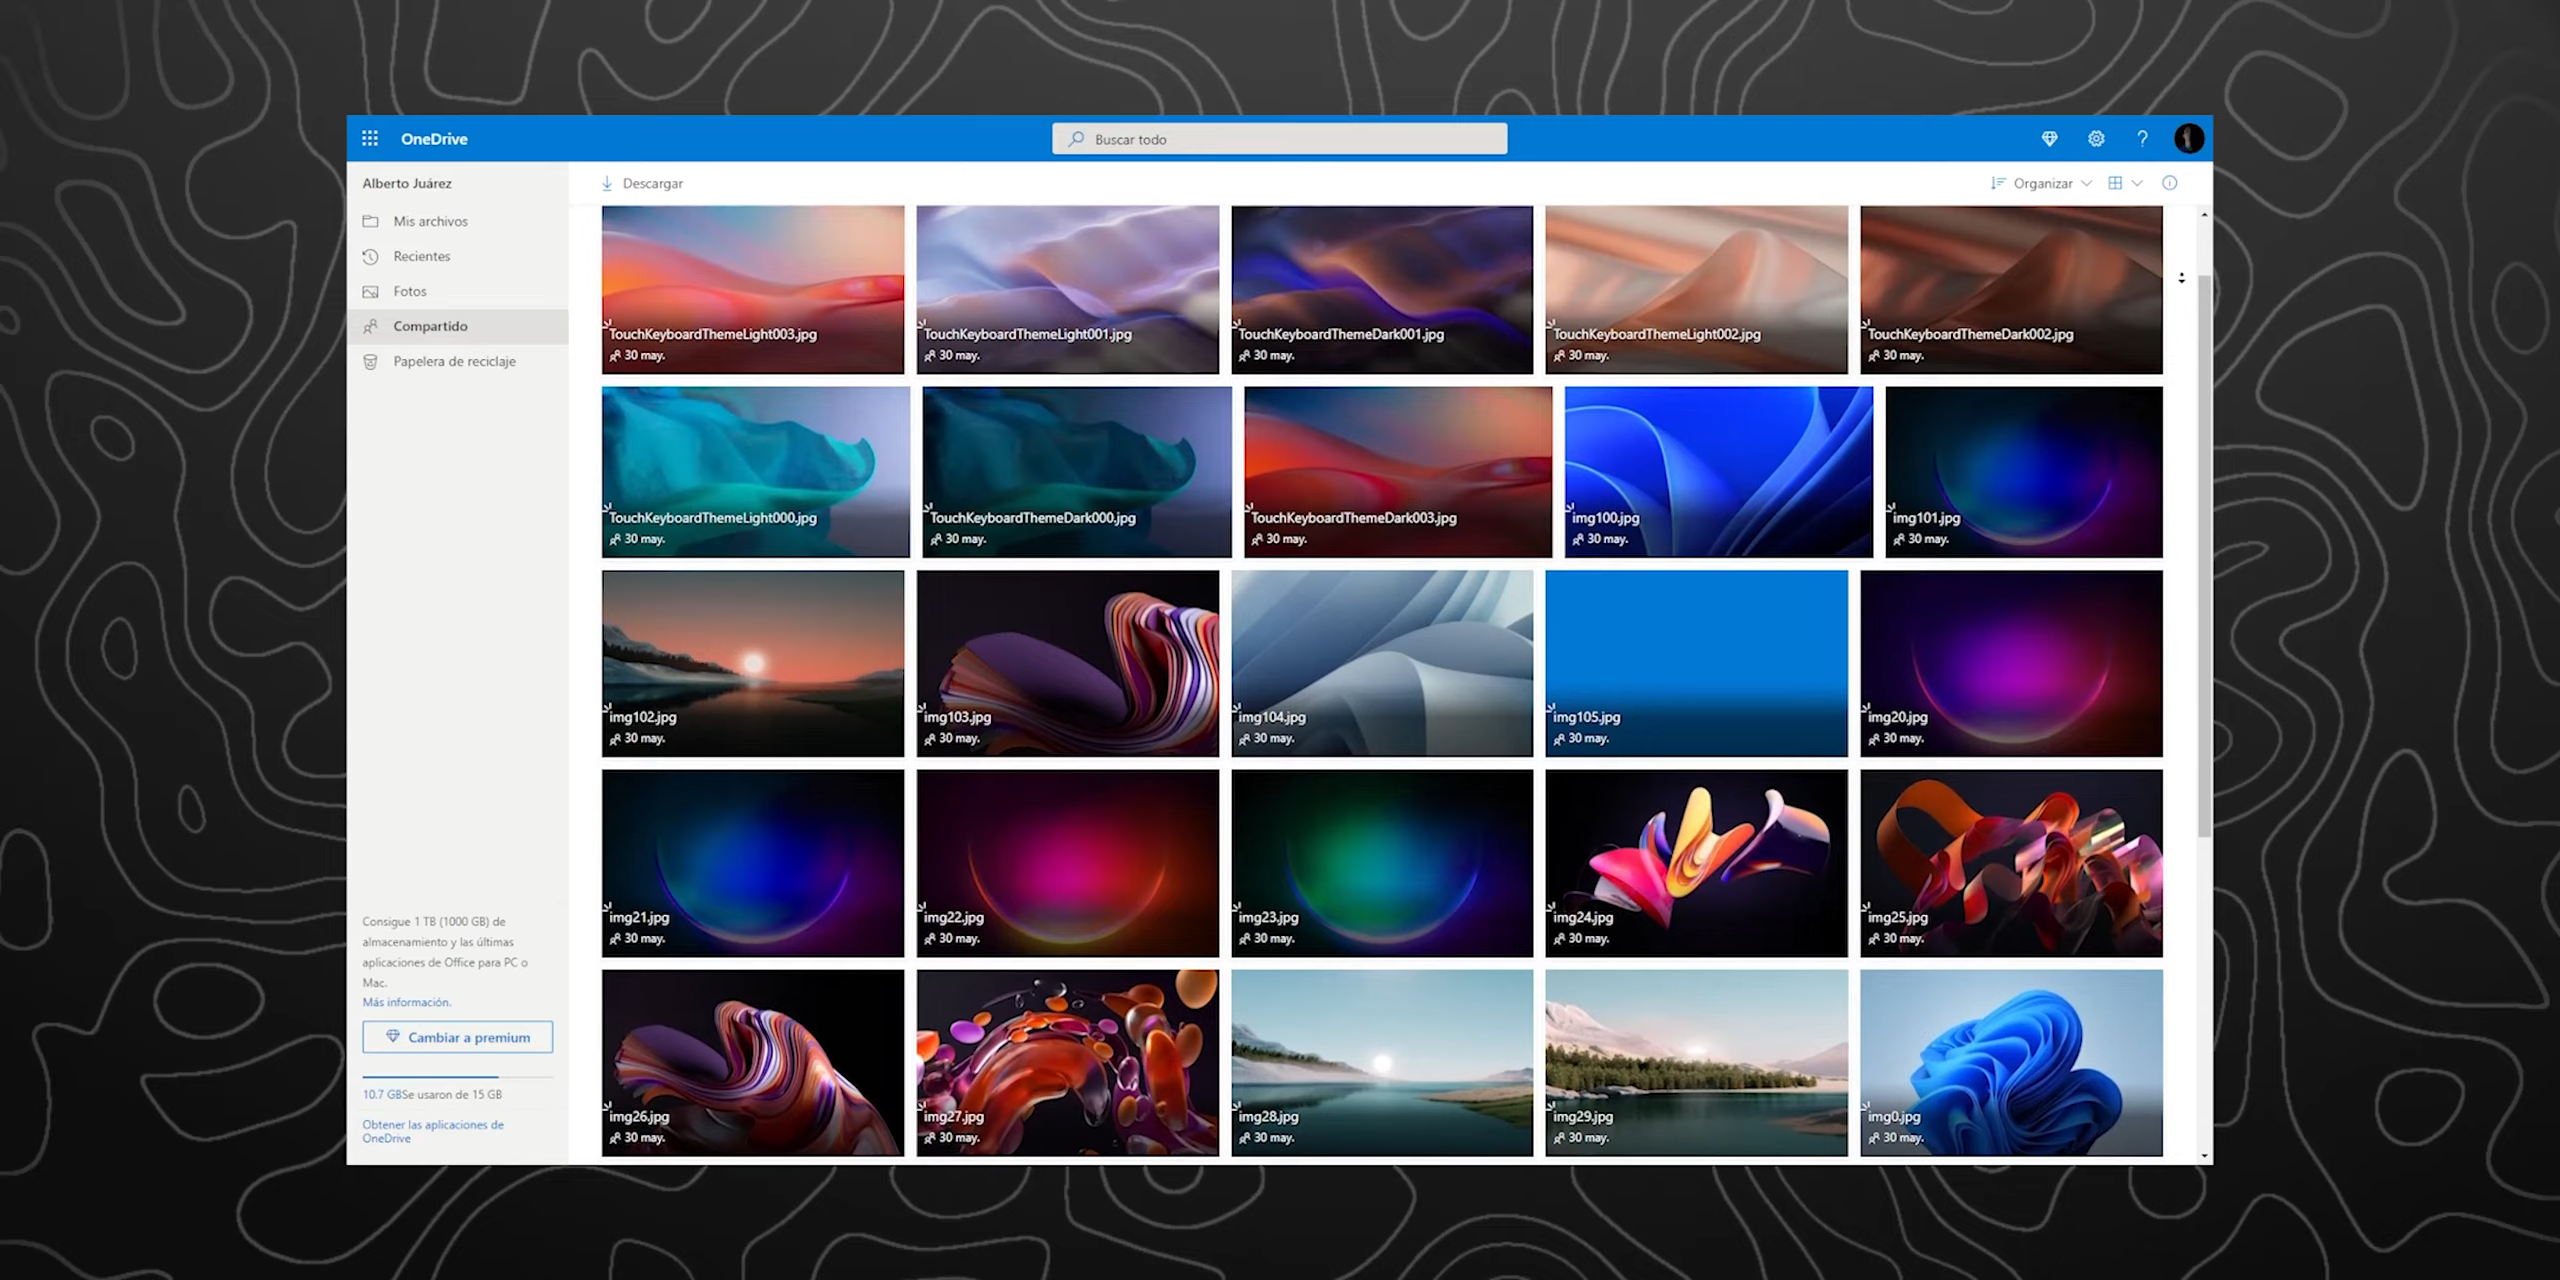 OneDrive
Buscar todo
Alberto Juárez
Mis archivos
Recientes
Fotos
Compartido
Papelera de reciclaje
Consigue 1 TB (1000 GB) de
almacenamiento y las últimas
aplicaciones de Office para PC o
Mac.
Más información.
Cambiar a premium
10.7 GBSe usaron de 15 GB
Obtener las aplicaciones de
OneDrive
Descargar
Organizar
TouchKeyboardThemeLight003.jpg
30 may.
TouchKeyboardThemeLight001.jpg
30 may.
TouchKeyboardThemeDark001.jpg
30 may.
TouchKeyboardThemeLight002.jpg
30 may.
TouchKeyboardThemeDark002.jpg
30 may.
TouchKeyboardThemeLight000.jpg
30 may.
TouchKeyboardThemeDark000.jpg
30 may.
TouchKeyboardThemeDark003.jpg
30 may.
img100.jpg
30 may.
img101.jpg
30 may.
img102.jpg
30 may.
img103.jpg
30 may.
img104.jpg
30 may.
img105.jpg
30 may.
img20.jpg
30 may.
img21.jpg
30 may.
img22.jpg
30 may.
img23.jpg
30 may.
img24.jpg
30 may.
img25.jpg
30 may.
img26.jpg
30 may.
img27.jpg
30 may.
img28.jpg
30 may.
img29.jpg
30 may.
img0.jpg
30 may.